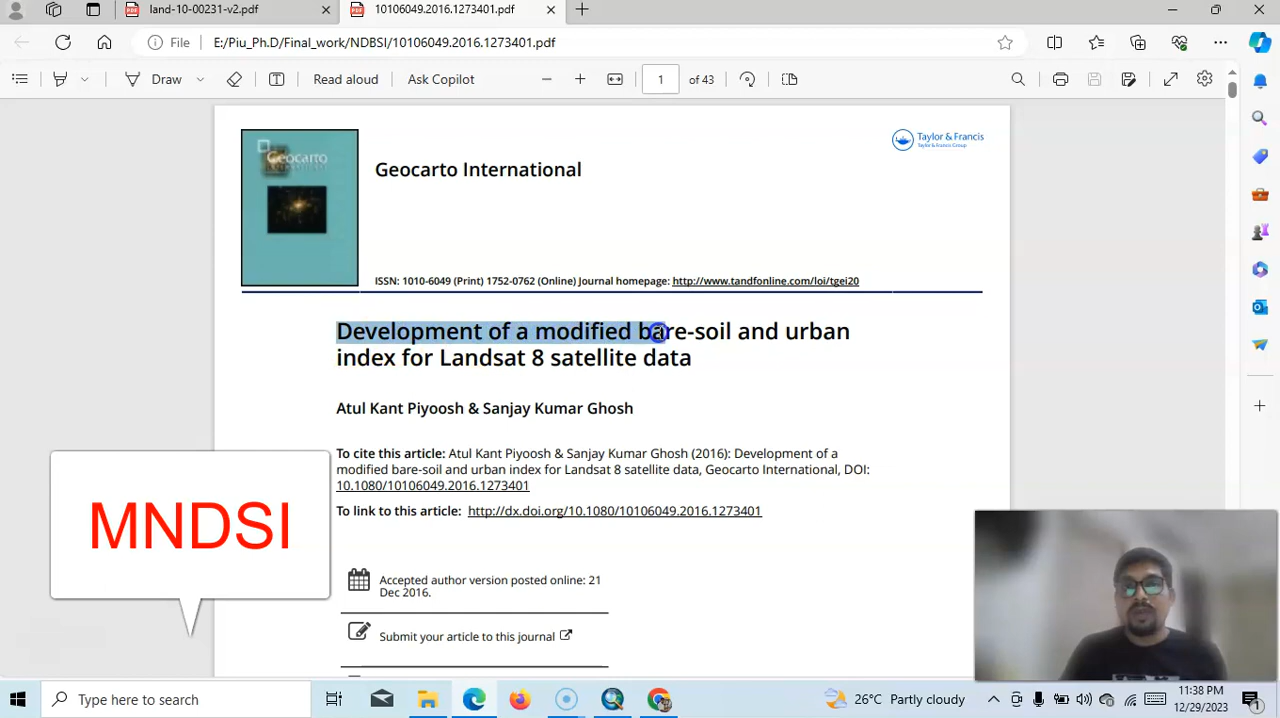 land-10-00231-v2.pdf
10106049.2016.1273401.pdf
File
E:/Piu_Ph.D/Final_work/NDBSI/10106049.2016.1273401.pdf
Draw
Read aloud
Ask Copilot
1 of 43
Geocarto
Taylor & Francis
Taylor & Francis Group
Geocarto International
ISSN: 1010-6049 (Print) 1752-0762 (Online) Journal homepage: http://www.tandfonline.com/loi/tgei20
Development of a modified bare-soil and urban
index for Landsat 8 satellite data
Atul Kant Piyoosh & Sanjay Kumar Ghosh
To cite this article: Atul Kant Piyoosh & Sanjay Kumar Ghosh (2016): Development of a
modified bare-soil and urban index for Landsat 8 satellite data, Geocarto International, DOI:
10.1080/10106049.2016.1273401
To link to this article: http://dx.doi.org/10.1080/10106049.2016.1273401
MNDSI
Accepted author version posted online: 21
Dec 2016.
Submit your article to this journal
Type here to search
26°C Partly cloudy
11:38 PM
12/29/2023